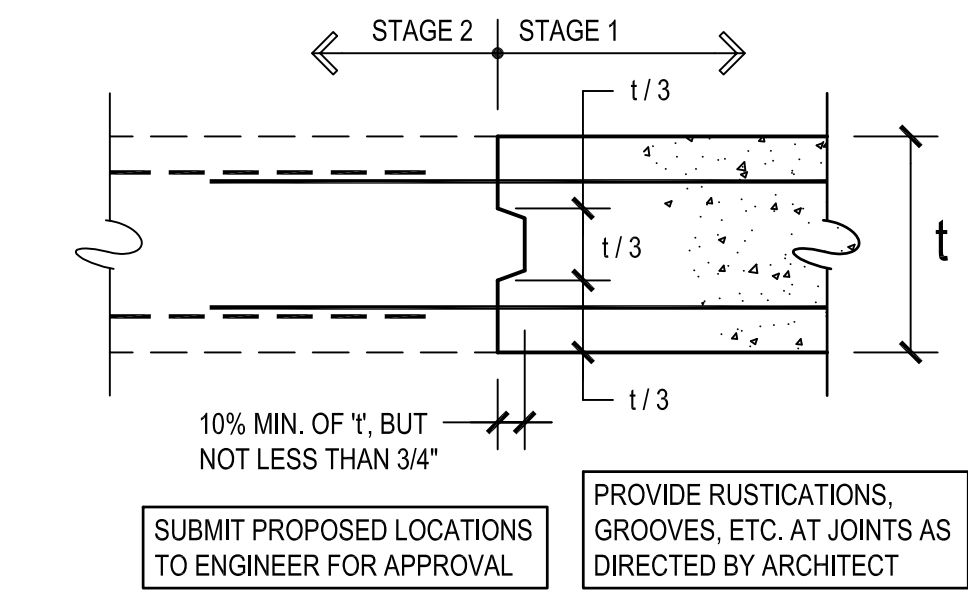 STAGE 2
STAGE 1
t / 3
t / 3
t
t / 3
10% MIN. OF 't', BUT
NOT LESS THAN 3/4"
SUBMIT PROPOSED LOCATIONS
TO ENGINEER FOR APPROVAL
PROVIDE RUSTICATIONS,
GROOVES, ETC. AT JOINTS AS
DIRECTED BY ARCHITECT